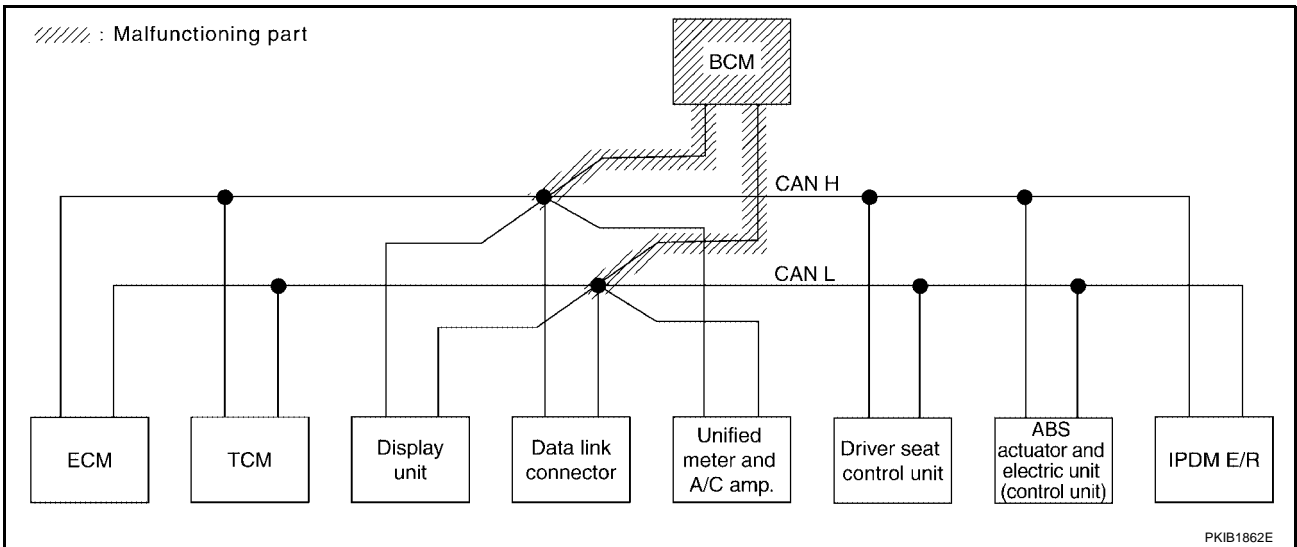 : Malfunctioning part
BCM
CAN H
CAN L
ECM
TCM
Display
unit
Data link
connector
Unified
meter and
A/C amp.
Driver seat
control unit
ABS
actuator and
electric unit
(control unit)
IPDM E/R
PKIB1862E